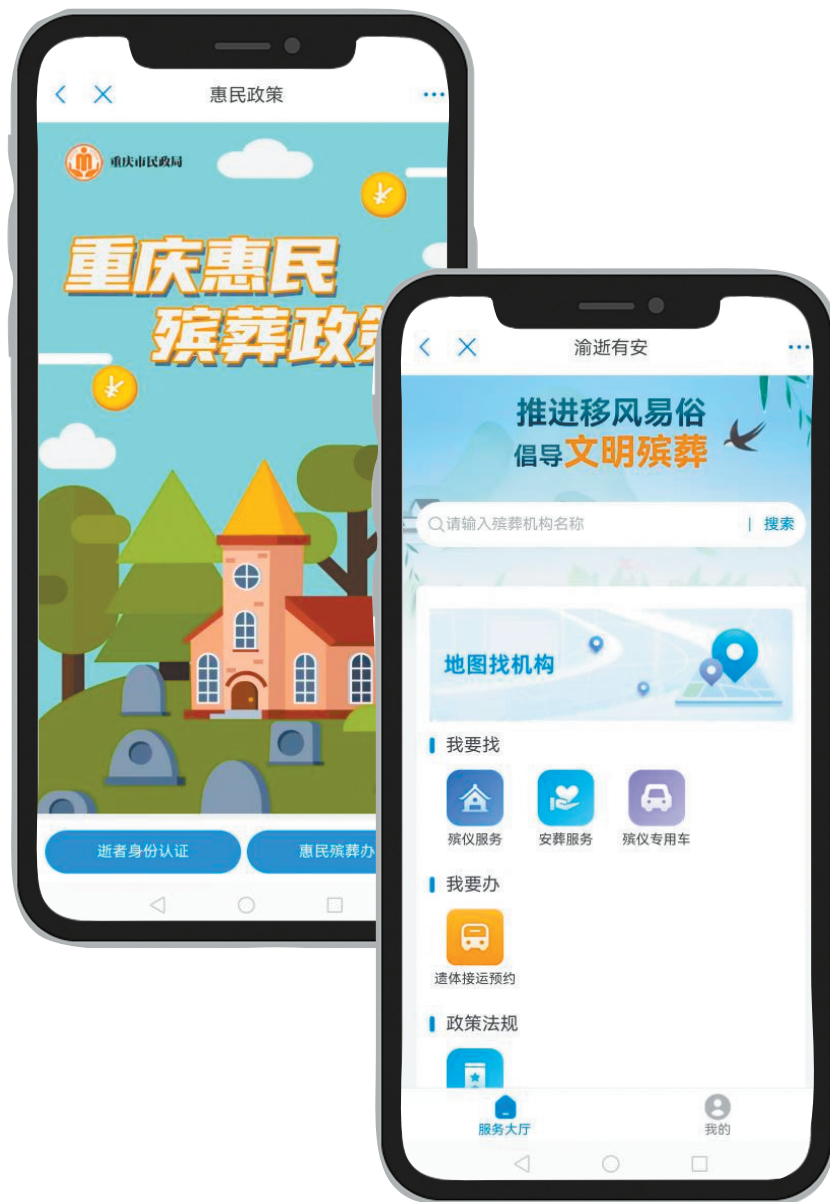 惠民政策
重庆市民政局
重庆惠民
殡葬政策
逝者身份认证
惠民殡葬办
渝逝有安
推进移风易俗
倡导文明殡葬
请输入殡葬机构名称 | 搜索
地图找机构
我要找
殡仪服务 安葬服务 殡仪专用车
我要办
遗体接运预约
政策法规
服务大厅 我的